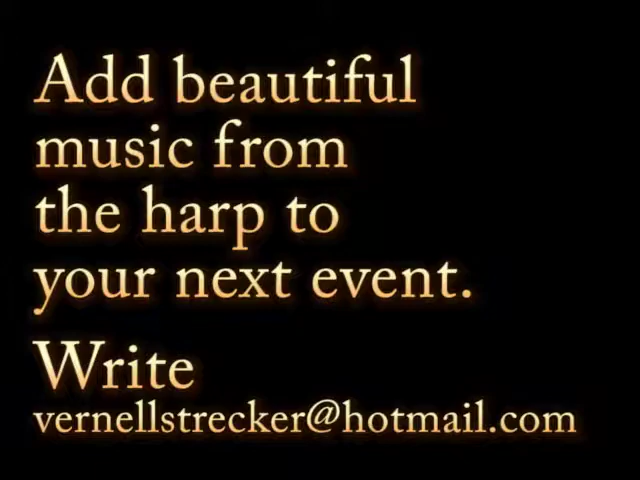 Add beautiful
music from
the harp to
your next event.
Write
vernellstrecker@hotmail.com